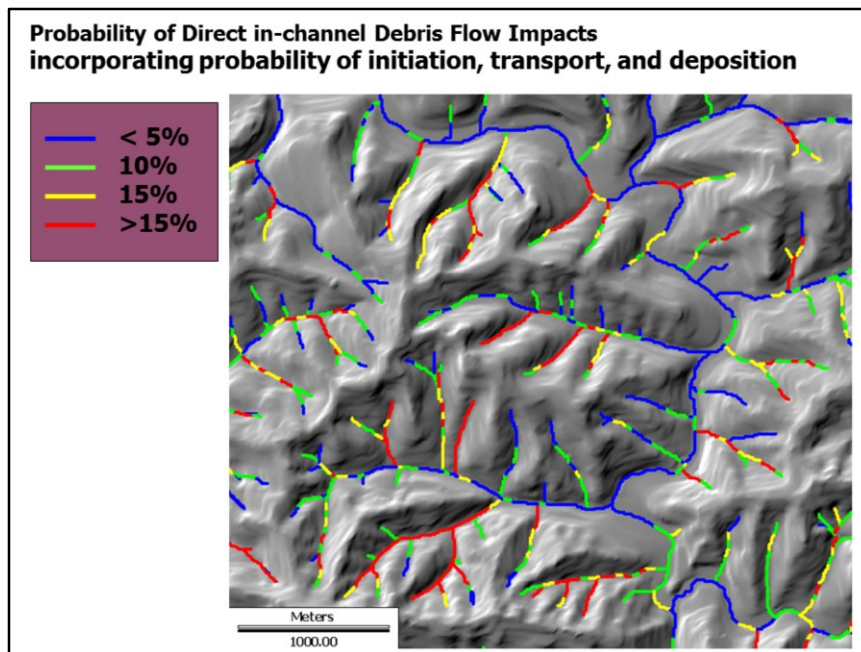 Probability of Direct in-channel Debris Flow Impacts
incorporating probability of initiation, transport, and deposition
< 5%
10%
15%
>15%
Meters
1000.00